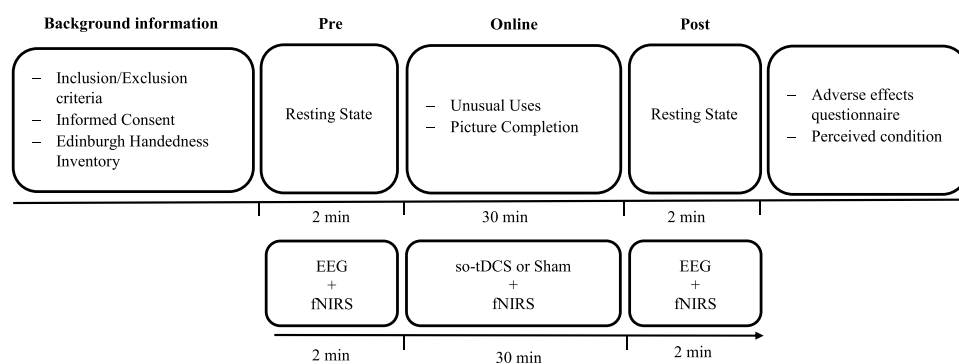 Background information
Pre
Online
Post
– Inclusion/Exclusion
criteria
– Informed Consent
– Edinburgh Handedness
Inventory
Resting State
– Unusual Uses
– Picture Completion
Resting State
– Adverse effects
questionnaire
– Perceived condition
2 min
30 min
2 min
EEG
+
fNIRS
so-tDCS or Sham
+
fNIRS
EEG
+
fNIRS
2 min
30 min
2 min